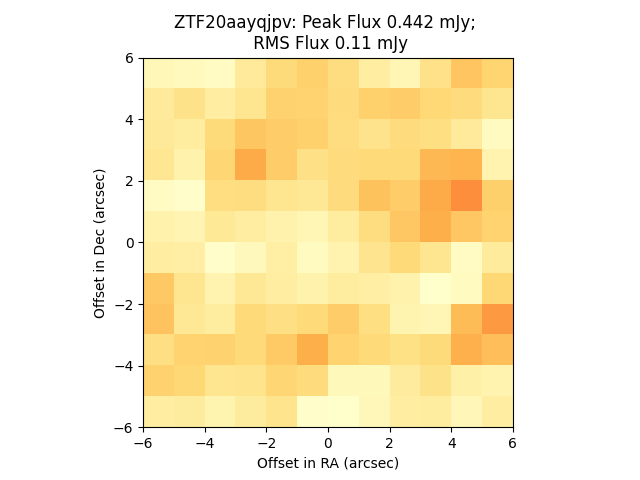 ZTF20aayqjpv: Peak Flux 0.442 mJy;
RMS Flux 0.11 mJy
6
4
2
0
−2
−4
−6
Offset in Dec (arcsec)
−6 −4 −2 0 2 4 6
Offset in RA (arcsec)